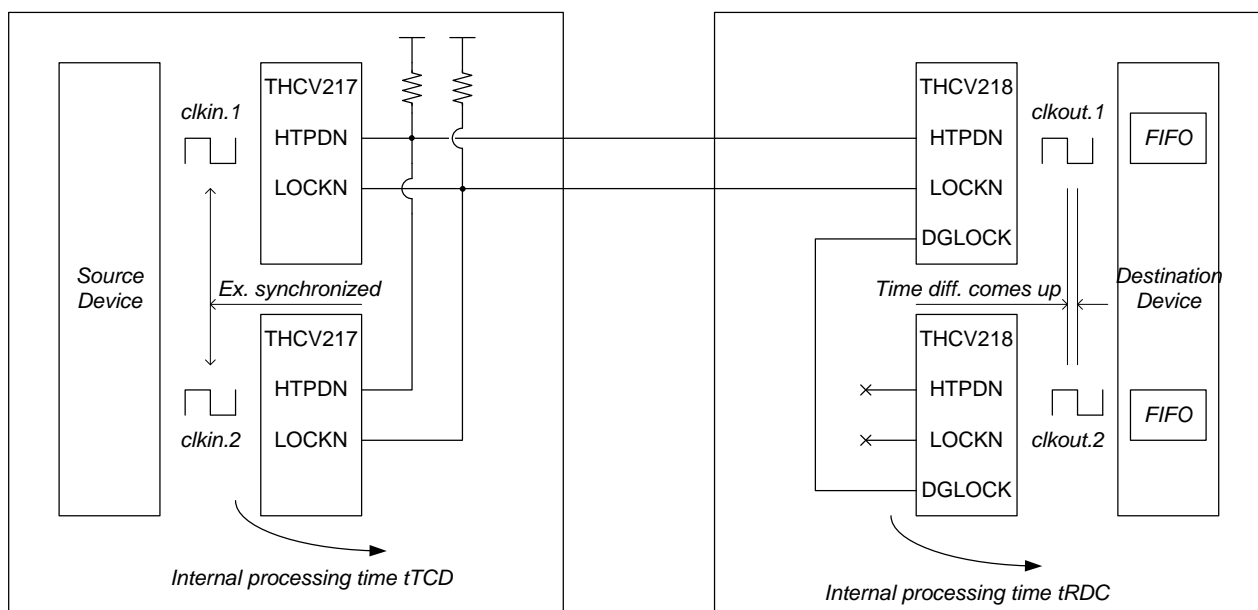 THCV217
clkin.1
HTPDN
LOCKN
Source
Device
Ex. synchronized
THCV217
HTPDN
clkin.2
LOCKN
Internal processing time tTCD
THCV218
clkout.1
HTPDN
FIFO
LOCKN
DGLOCK
Time diff. comes up
Destination
Device
THCV218
HTPDN
FIFO
LOCKN
clkout.2
DGLOCK
Internal processing time tRDC